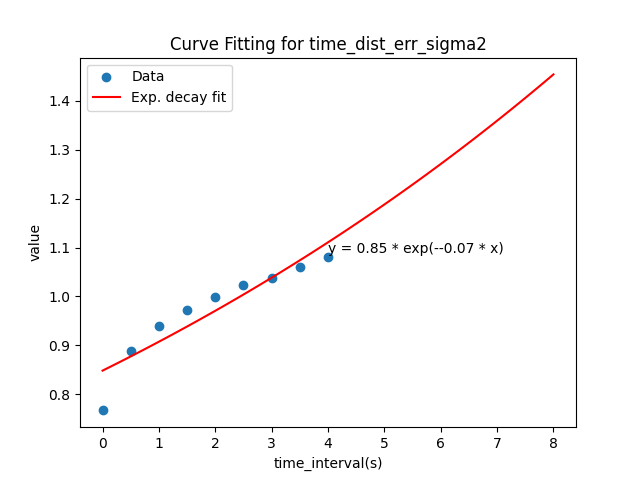 Curve Fitting for time_dist_err_sigma2
Data
Exp. decay fit
y = 0.85 * exp(--0.07 * x)
value
1.4
1.3
1.2
1.1
1.0
0.9
0.8
0 1 2 3 4 5 6 7 8
time_interval(s)